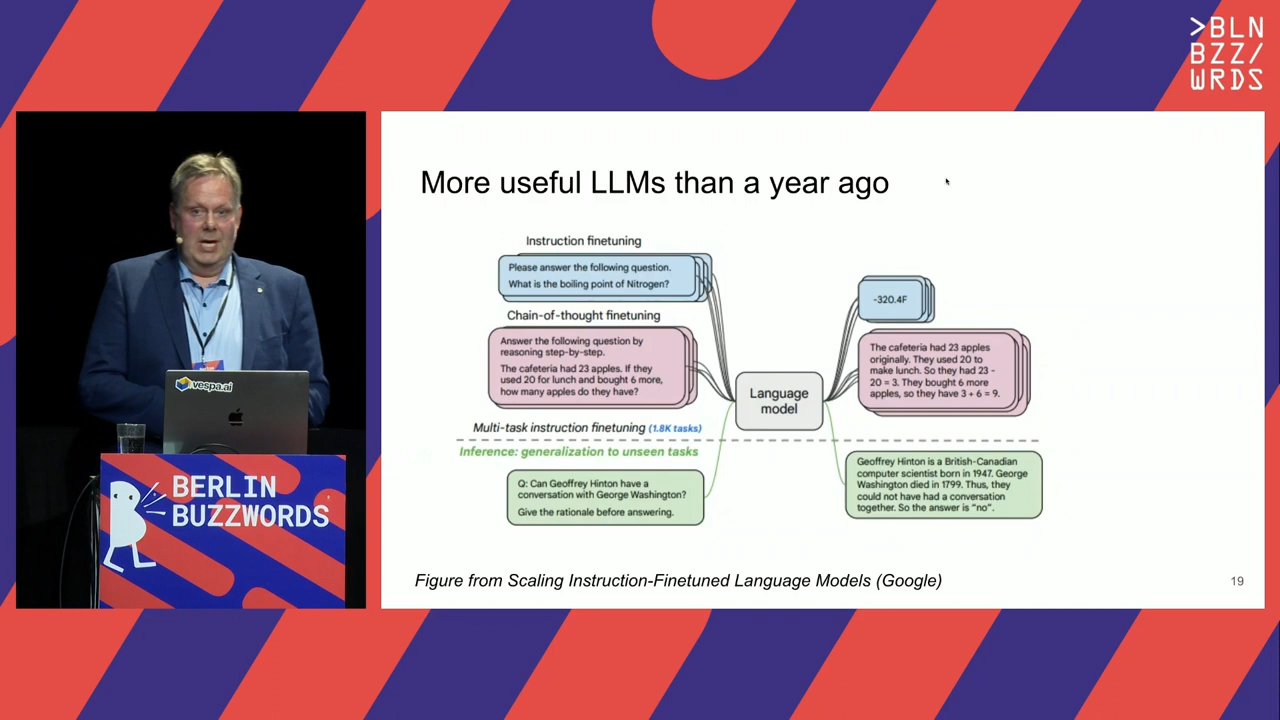 >BLN
BZZ/
WRDS
More useful LLMs than a year ago
Instruction finetuning
Please answer the following question.
What is the boiling point of Nitrogen?
-320.4F
Chain-of-thought finetuning
Answer the following question by
reasoning step-by-step.
The cafeteria had 23 apples. If they
used 20 for lunch and bought 6 more,
how many apples do they have?
Language
model
The cafeteria had 23 apples
originally. They used 20 to
make lunch. So they had 23 -
20 = 3. They bought 6 more
apples, so they have 3 + 6 = 9.
Multi-task instruction finetuning (1.8K tasks)
Inference: generalization to unseen tasks
Q: Can Geoffrey Hinton have a
conversation with George Washington?
Give the rationale before answering.
Geoffrey Hinton is a British-Canadian
computer scientist born in 1947. George
Washington died in 1799. Thus, they
could not have had a conversation
together. So the answer is "no".
Figure from Scaling Instruction-Finetuned Language Models (Google)
19
vespa.ai
BERLIN
BUZZWORDS